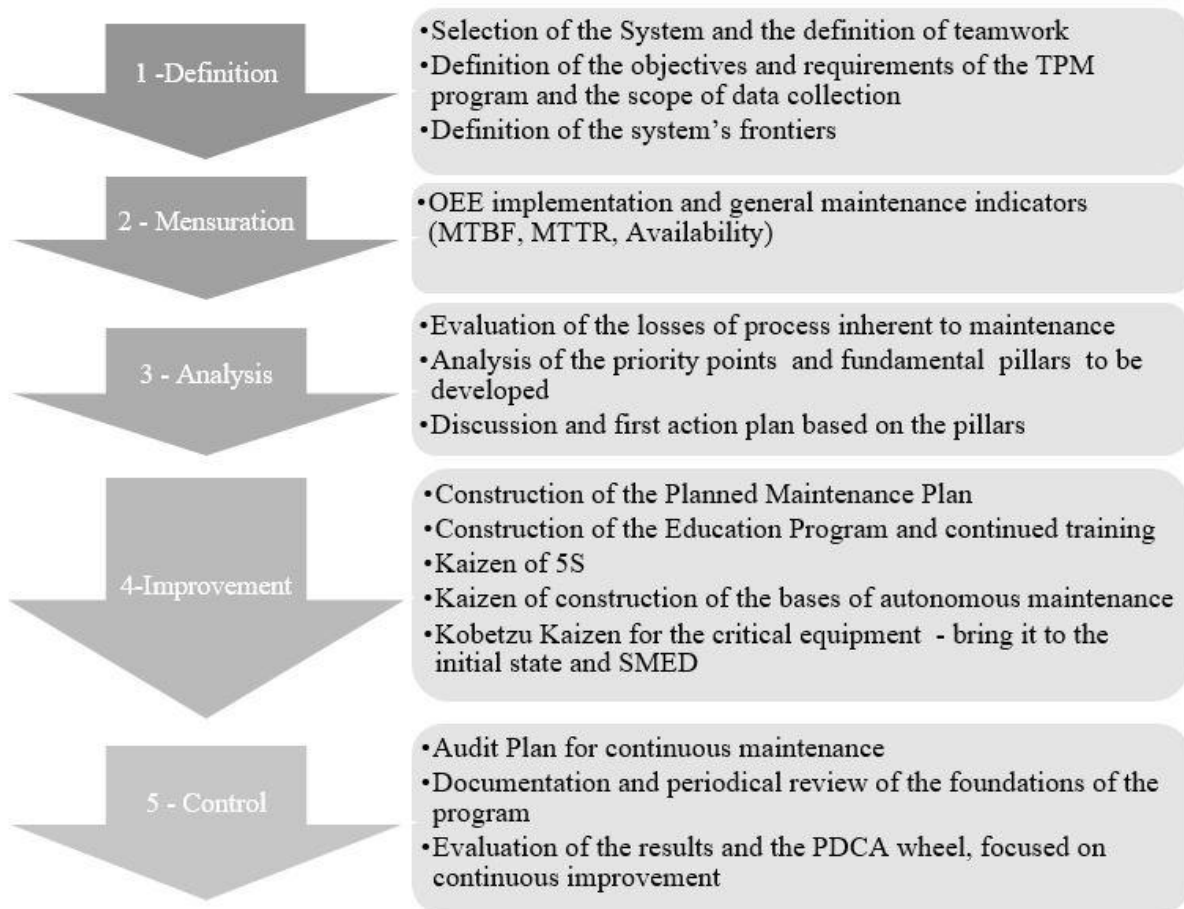 1 -Definition
•Selection of the System and the definition of teamwork
•Definition of the objectives and requirements of the TPM
program and the scope of data collection
•Definition of the system’s frontiers
2 - Mensuration
•OEE implementation and general maintenance indicators
(MTBF, MTTR, Availability)
3 - Analysis
•Evaluation of the losses of process inherent to maintenance
•Analysis of the priority points and fundamental pillars to be
developed
•Discussion and first action plan based on the pillars
4-Improvement
•Construction of the Planned Maintenance Plan
•Construction of the Education Program and continued training
•Kaizen of 5S
•Kaizen of construction of the bases of autonomous maintenance
•Kobetzu Kaizen for the critical equipment - bring it to the
initial state and SMED
5 - Control
•Audit Plan for continuous maintenance
•Documentation and periodical review of the foundations of the
program
•Evaluation of the results and the PDCA wheel, focused on
continuous improvement